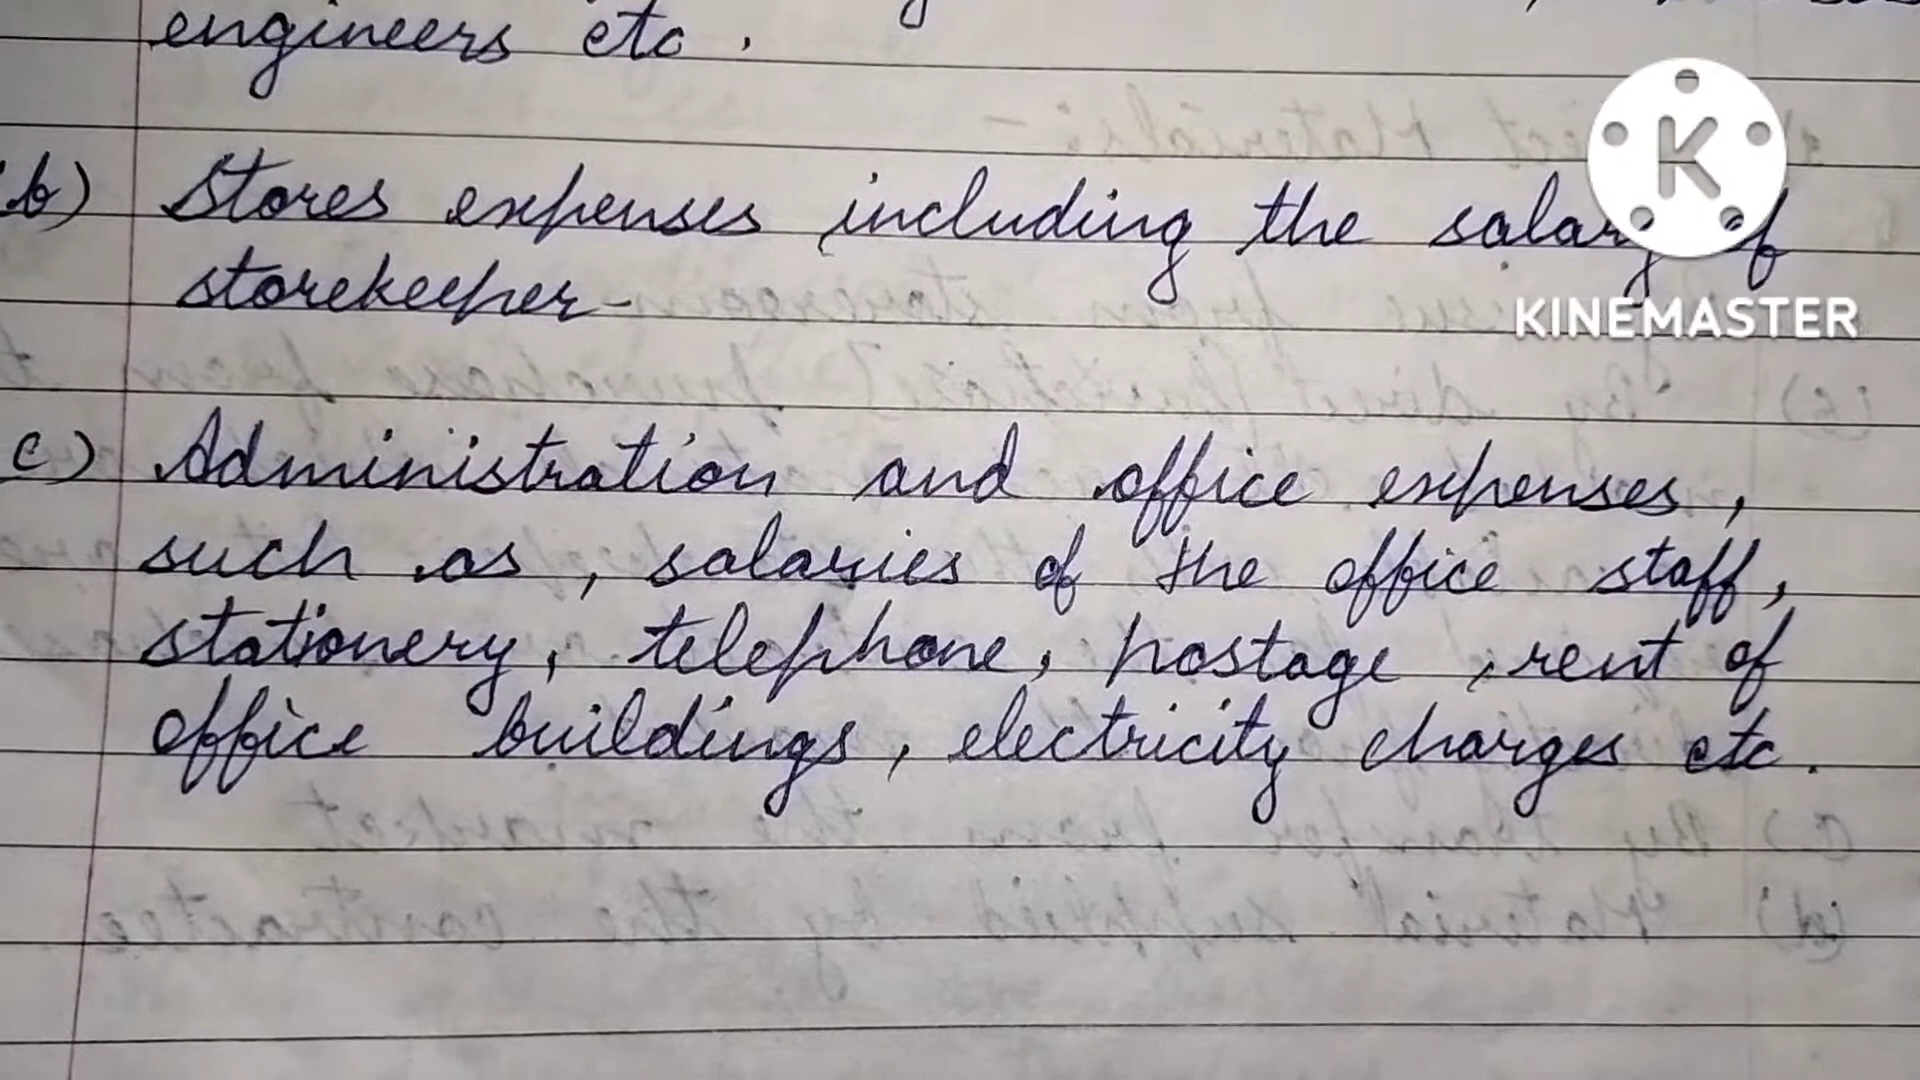 engineers etc.
b) Stores expenses including the salary of
storekeeper-
c) Administration and office expenses,
such as, salaries of the office staff,
stationery, telephone, postage, rent of
office buildings, electricity charges etc.
K
KINEMASTER